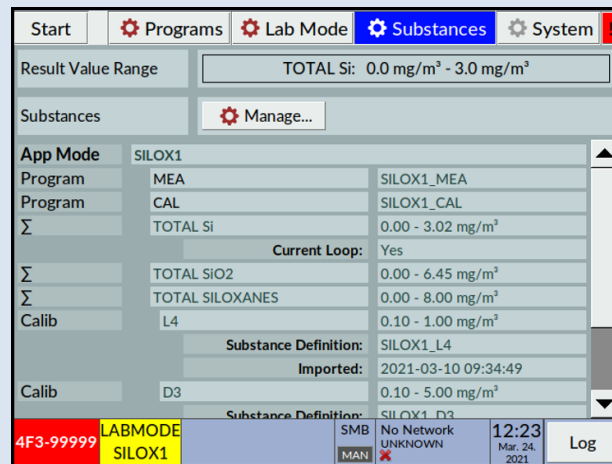 Start Programs Lab Mode Substances System !
Result Value Range TOTAL Si: 0.0 mg/m³ - 3.0 mg/m³
Substances Manage...
App Mode SILOX1
Program MEA SILOX1_MEA
Program CAL SILOX1_CAL
∑ TOTAL Si 0.00 - 3.02 mg/m³
Current Loop: Yes
∑ TOTAL SiO2 0.00 - 6.45 mg/m³
∑ TOTAL SILOXANES 0.00 - 8.00 mg/m³
Calib L4 0.10 - 1.00 mg/m³
Substance Definition: SILOX1_L4
Imported: 2021-03-10 09:34:49
Calib D3 0.10 - 5.00 mg/m³
Substance Definition: SILOX1_D3
4F3-99999 LABMODE SILOX1 SMB MAN No Network UNKNOWN 12:23 Mar. 24. 2021 Log